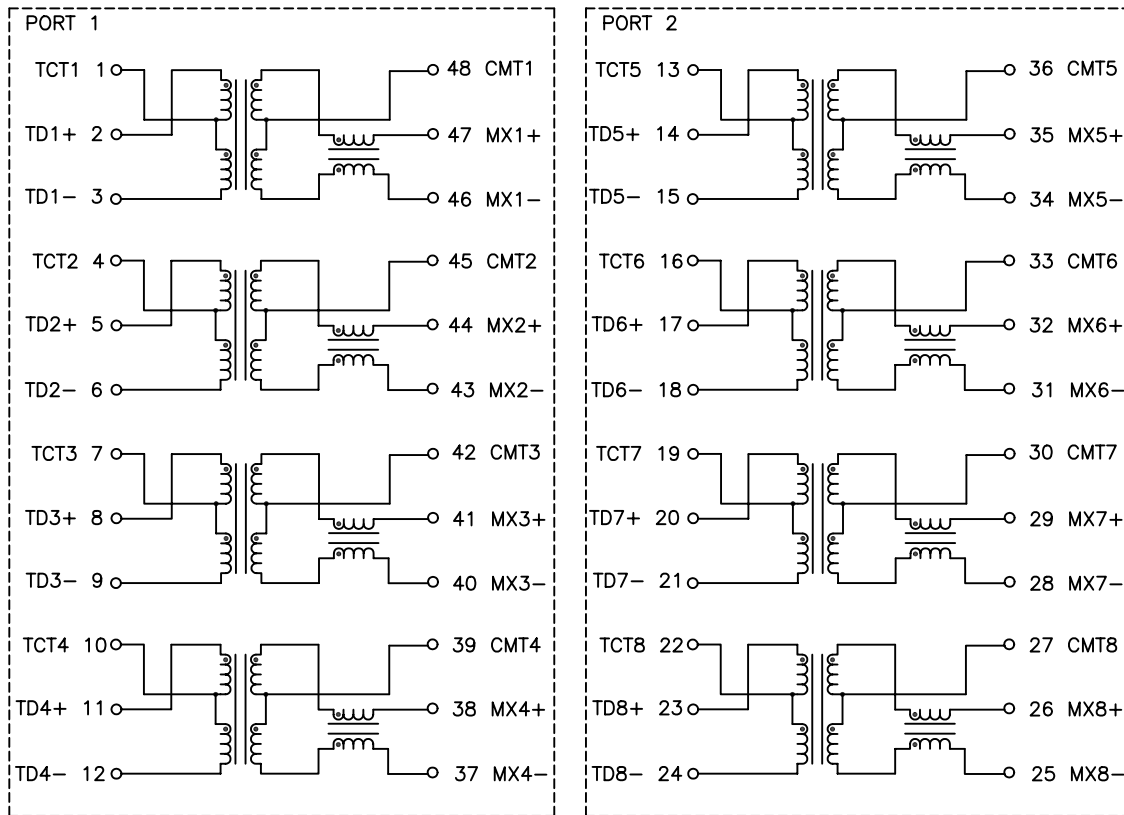 PORT 1
TCT1 1
48 CMT1
TD1+ 2
47 MX1+
TD1- 3
46 MX1-
TCT2 4
45 CMT2
TD2+ 5
44 MX2+
TD2- 6
43 MX2-
TCT3 7
42 CMT3
TD3+ 8
41 MX3+
TD3- 9
40 MX3-
TCT4 10
39 CMT4
TD4+ 11
38 MX4+
TD4- 12
37 MX4-
PORT 2
TCT5 13
36 CMT5
TD5+ 14
35 MX5+
TD5- 15
34 MX5-
TCT6 16
33 CMT6
TD6+ 17
32 MX6+
TD6- 18
31 MX6-
TCT7 19
30 CMT7
TD7+ 20
29 MX7+
TD7- 21
28 MX7-
TCT8 22
27 CMT8
TD8+ 23
26 MX8+
TD8- 24
25 MX8-